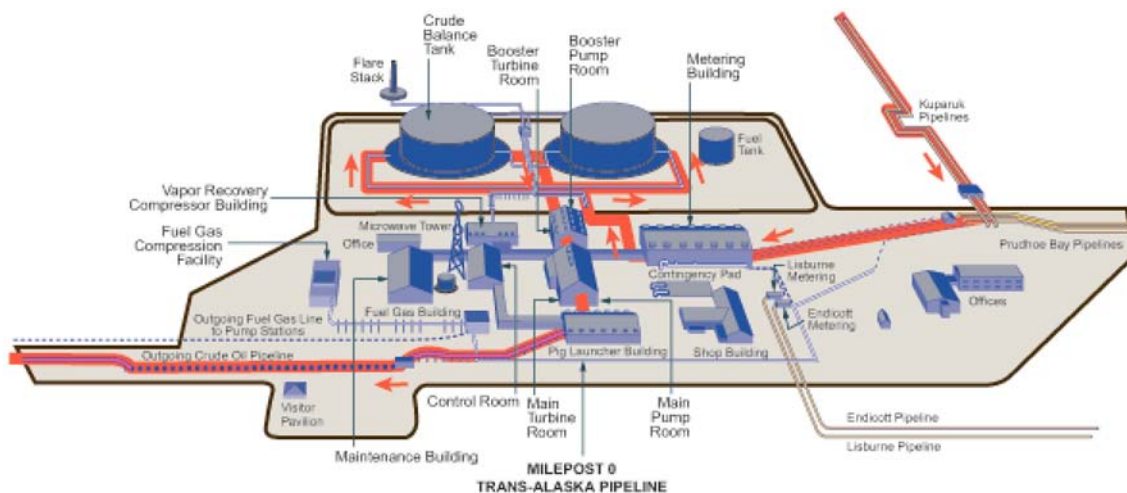 Crude
Balance
Tank
Flare
Stack
Booster
Turbine
Room
Booster
Pump
Room
Metering
Building
Kuparuk
Pipelines
Fuel
Tank
Vapor Recovery
Compressor Building
Fuel Gas
Compression
Facility
Microwave Tower
Office
Prudhoe Bay Pipelines
Contingency Pad
Lisburne
Metering
Offices
Endicott
Metering
Fuel Gas Building
Outgoing Fuel Gas Line
to Pump Stations
Outgoing Crude Oil Pipeline
Pig Launcher Building
Shop Building
Visitor
Pavilion
Control Room
Main
Turbine
Room
Main
Pump
Room
Endicott Pipeline
Lisburne Pipeline
Maintenance Building
MILEPOST 0
TRANS-ALASKA PIPELINE